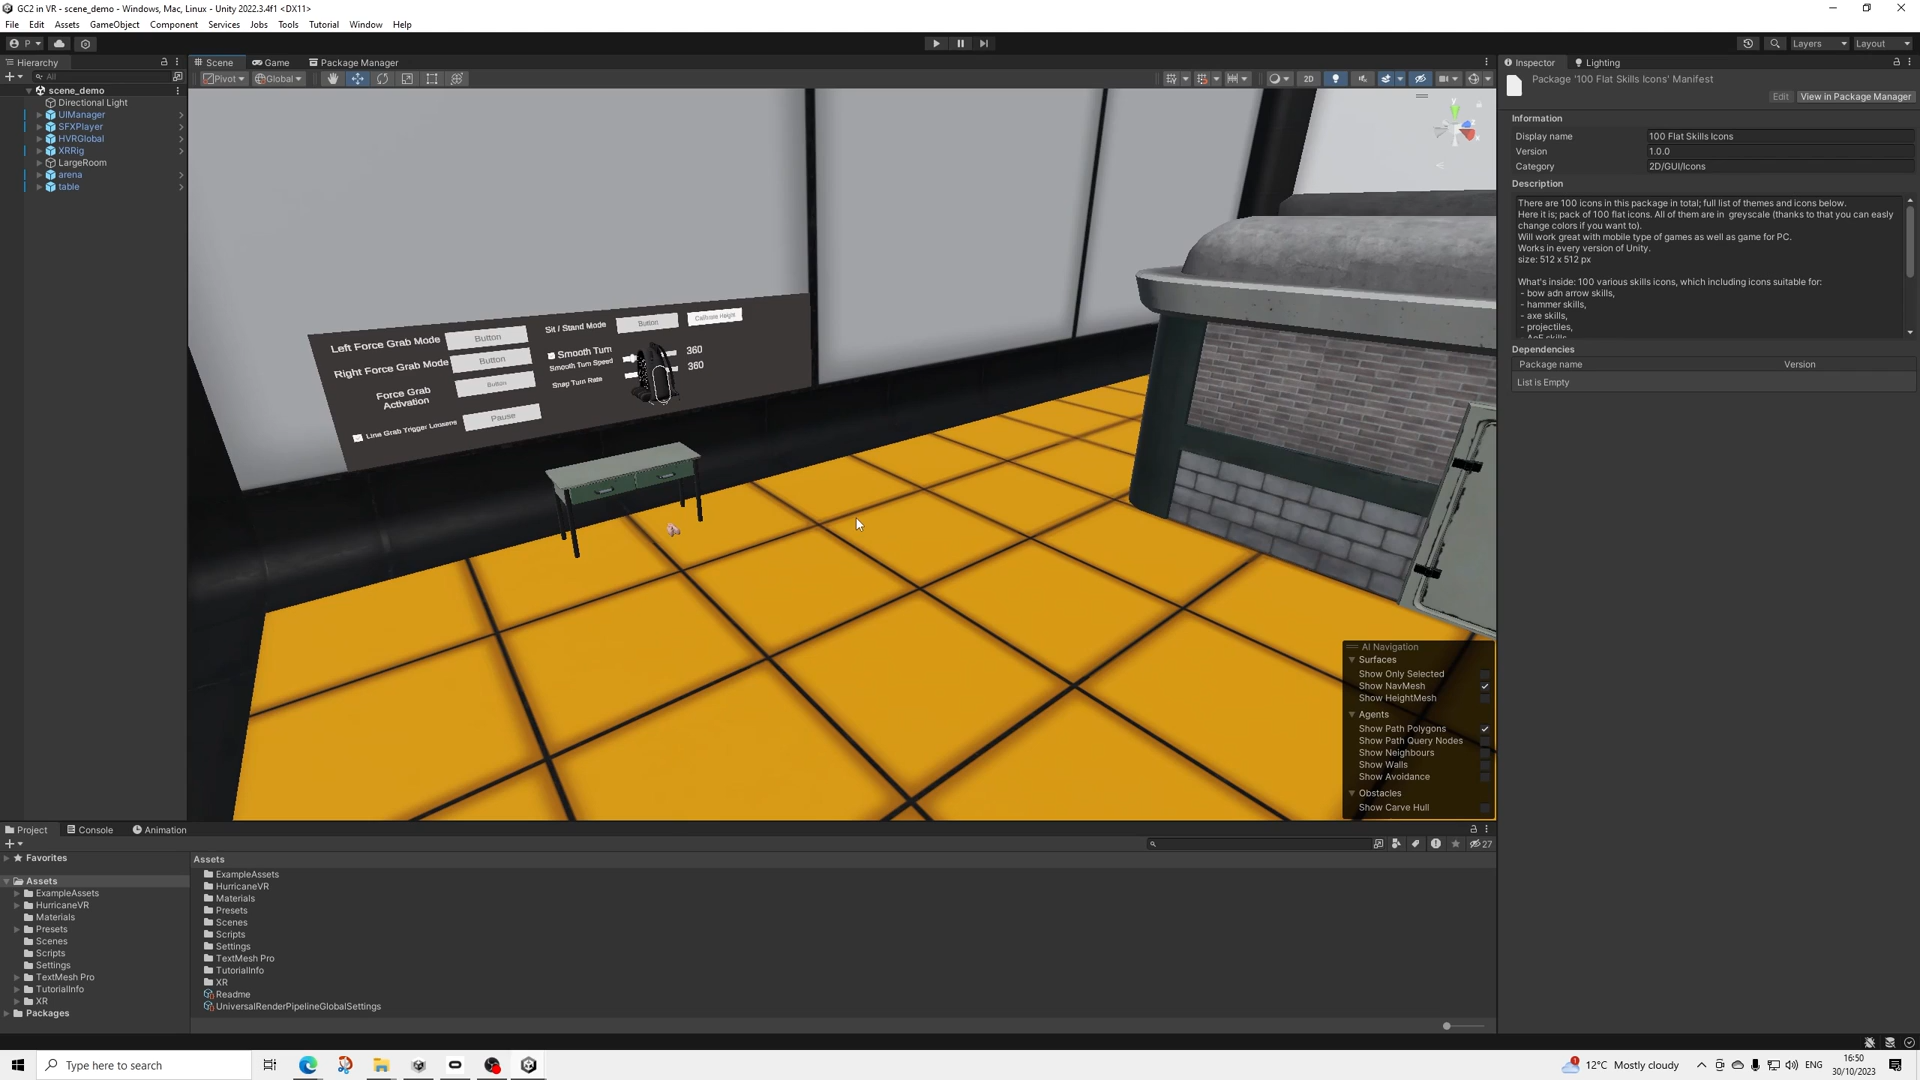 GC2 in VR - scene_demo - Windows, Mac, Linux - Unity 2022.3.4f1 <DX11>
File Edit Assets GameObject Component Services Jobs Tools Tutorial Window Help
P
Layers
Layout
Hierarchy
All
scene_demo
Directional Light
UIManager
SFXPlayer
HVRGlobal
XRRig
LargeRoom
arena
table
Scene
Game
Package Manager
Pivot
Global
2D
Left Force Grab Mode
Button
Right Force Grab Mode
Button
Force Grab
Activation
Button
Line Grab Trigger Loosens
Pause
Sit / Stand Mode
Button
Calibrate Height
Smooth Turn
Smooth Turn Speed
360
Snap Turn Rate
360
AI Navigation
Surfaces
Show Only Selected
Show NavMesh
Show HeightMesh
Agents
Show Path Polygons
Show Path Query Nodes
Show Neighbours
Show Walls
Show Avoidance
Obstacles
Show Carve Hull
Inspector
Lighting
Package '100 Flat Skills Icons' Manifest
Edit
View in Package Manager
Information
Display name 100 Flat Skills Icons
Version 1.0.0
Category 2D/GUI/Icons
Description
There are 100 icons in this package in total; full list of themes and icons below.
Here it is; pack of 100 flat icons. All of them are in greyscale (thanks to that you can easly
change colors if you want to).
Will work great with mobile type of games as well as game for PC.
Works in every version of Unity.
size: 512 x 512 px
What's inside: 100 various skills icons, which including icons suitable for:
- bow adn arrow skills,
- hammer skills,
- axe skills,
- projectiles,
- AoE skills
Dependencies
Package name Version
List is Empty
Project
Console
Animation
27
Favorites
Assets
ExampleAssets
HurricaneVR
Materials
Presets
Scenes
Scripts
Settings
TextMesh Pro
TutorialInfo
XR
Packages
Assets
ExampleAssets
HurricaneVR
Materials
Presets
Scenes
Scripts
Settings
TextMesh Pro
TutorialInfo
XR
Readme
UniversalRenderPipelineGlobalSettings
Type here to search
1
12°C Mostly cloudy
ENG
16:50
30/10/2023